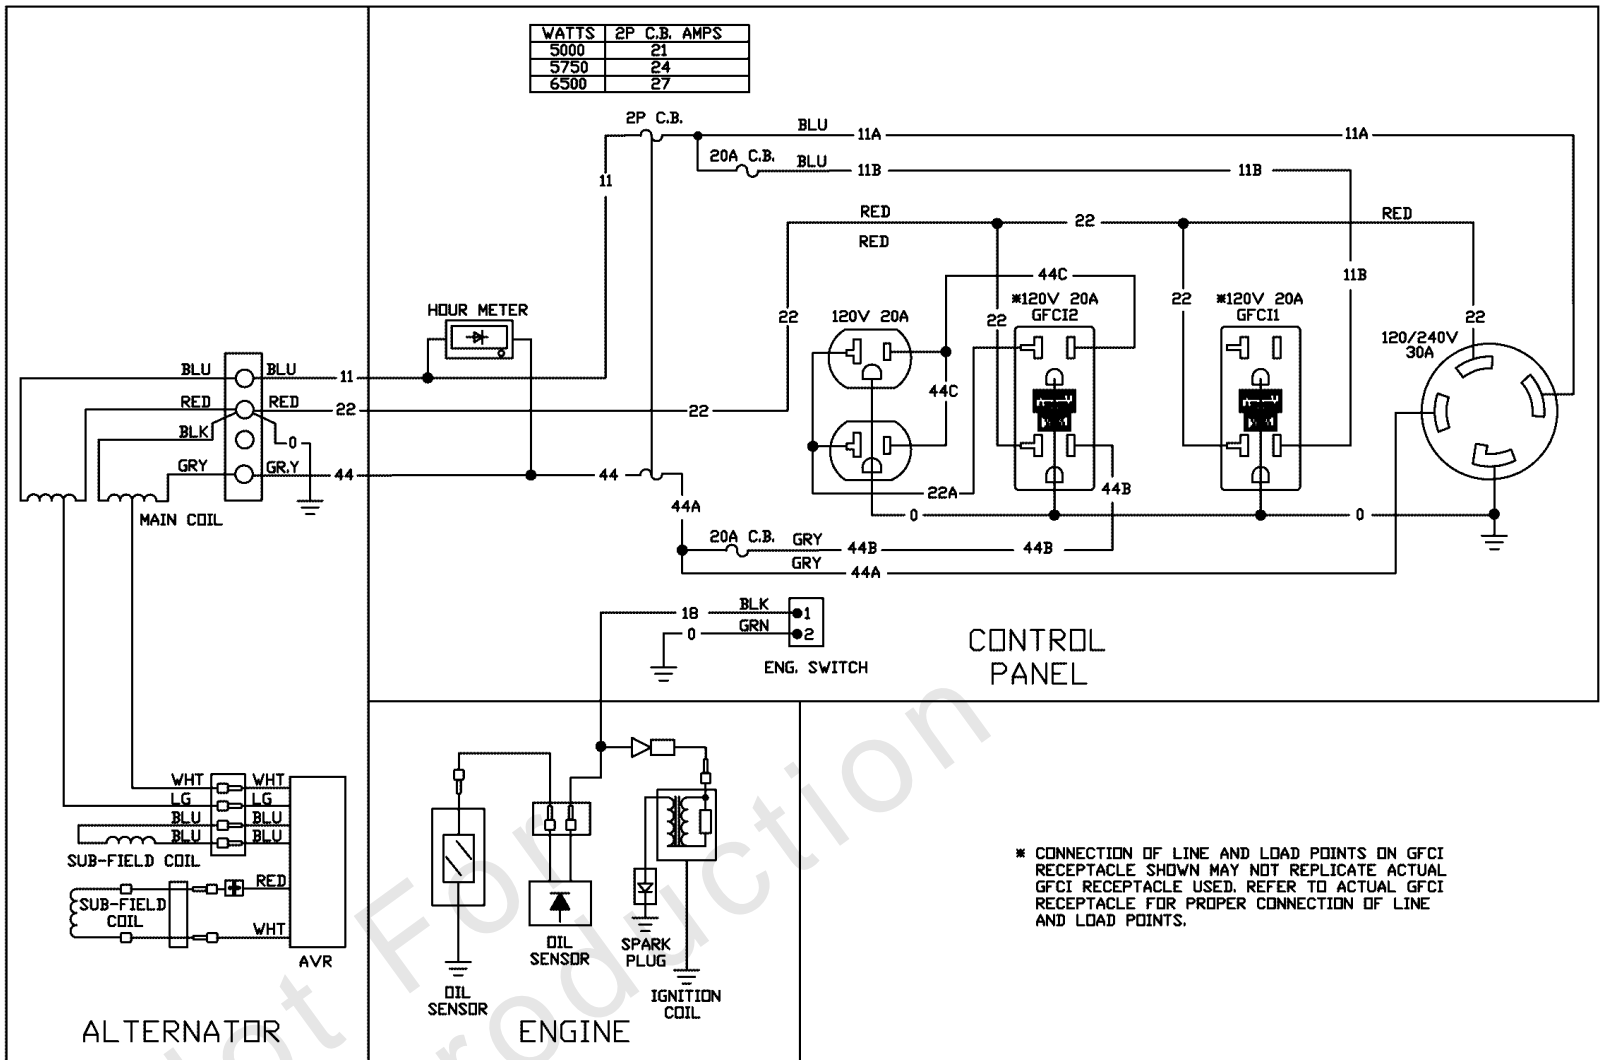 WATTS 2P C.B. AMPS
5000 21
5750 24
6500 27
2P C.B.
BLU 11A 11A
20A C.B. BLU 11B 11B
11
RED 22 RED
RED
44C
11B
HOUR METER
22
120V 20A
22
*120V 20A
GFCI2
22
*120V 20A
GFCI1
22
120/240V
30A
BLU BLU 11
RED RED 22 22
44C
BLK 0
GRY GR.Y 44 44
22A
44B
44A
MAIN COIL
0 0
20A C.B. GRY 44B 44B
GRY 44A
18 BLK 1
0 GRN 2
ENG. SWITCH
CONTROL
PANEL
WHT WHT
LG LG
BLU BLU
BLU BLU
SUB-FIELD COIL
RED
SUB-FIELD
COIL
WHT
AVR
ALTERNATOR
OIL
SENSOR
OIL
SENSOR
SPARK
PLUG
IGNITION
COIL
ENGINE
* CONNECTION OF LINE AND LOAD POINTS ON GFCI
RECEPTACLE SHOWN MAY NOT REPLICATE ACTUAL
GFCI RECEPTACLE USED. REFER TO ACTUAL GFCI
RECEPTACLE FOR PROPER CONNECTION OF LINE
AND LOAD POINTS.
Not For
Reproduction